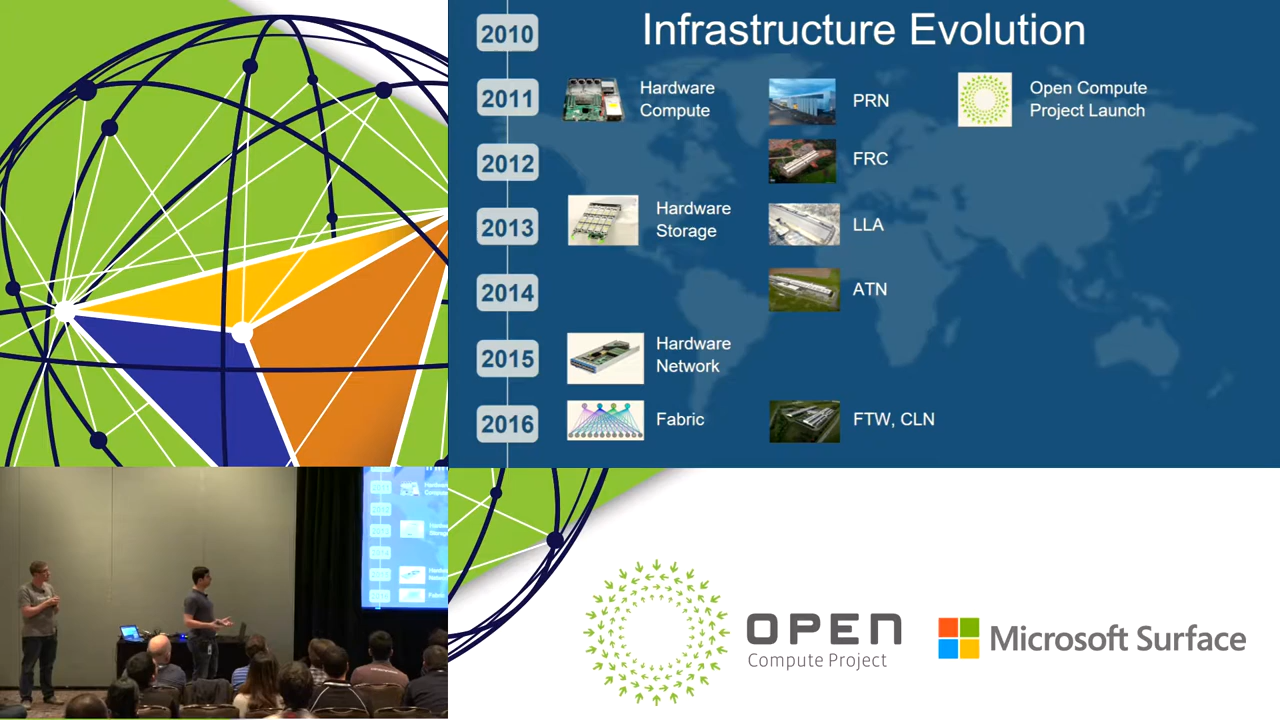 Infrastructure Evolution
2010
2011
Hardware
Compute
PRN
Open Compute
Project Launch
2012
FRC
2013
Hardware
Storage
LLA
2014
ATN
2015
Hardware
Network
2016
Fabric
FTW, CLN
OPEN
Compute Project
Microsoft Surface